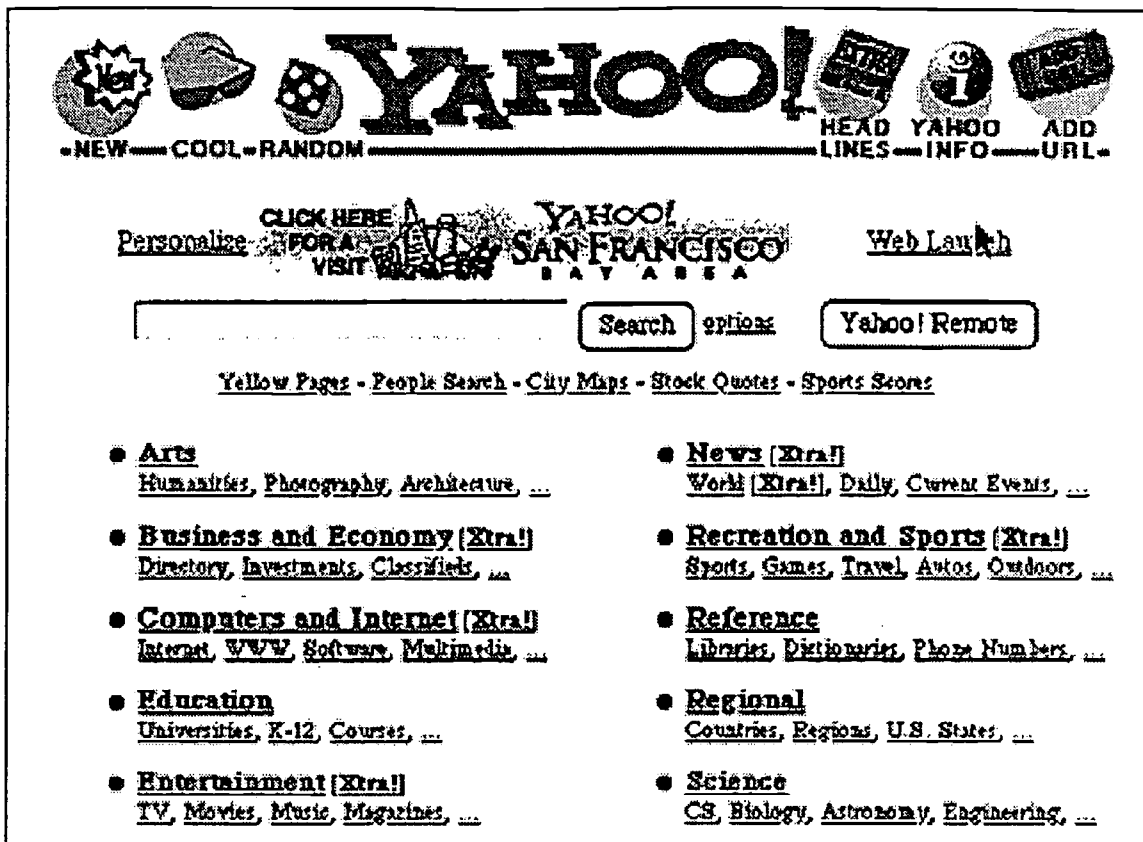 New YAHOO! i
NEW COOL RANDOM HEAD LINES YAHOO INFO ADD URL
Personalize CLICK HERE FOR A VISIT YAHOO! SAN FRANCISCO BAY AREA Web Launch
Search options Yahoo! Remote
Yellow Pages - People Search - City Maps - Stock Quotes - Sports Scores
Arts
Humanities, Photography, Architecture, ...
Business and Economy [Xtra!]
Directory, Investments, Classifieds, ...
Computers and Internet [Xtra!]
Internet, WWW, Software, Multimedia, ...
Education
Universities, K-12, Courses, ...
Entertainment [Xtra!]
TV, Movies, Music, Magazines, ...
News [Xtra!]
World [Xtra!], Daily, Current Events, ...
Recreation and Sports [Xtra!]
Sports, Games, Travel, Autos, Outdoors, ...
Reference
Libraries, Dictionaries, Phone Numbers, ...
Regional
Countries, Regions, U.S. States, ...
Science
CS, Biology, Astronomy, Engineering, ...